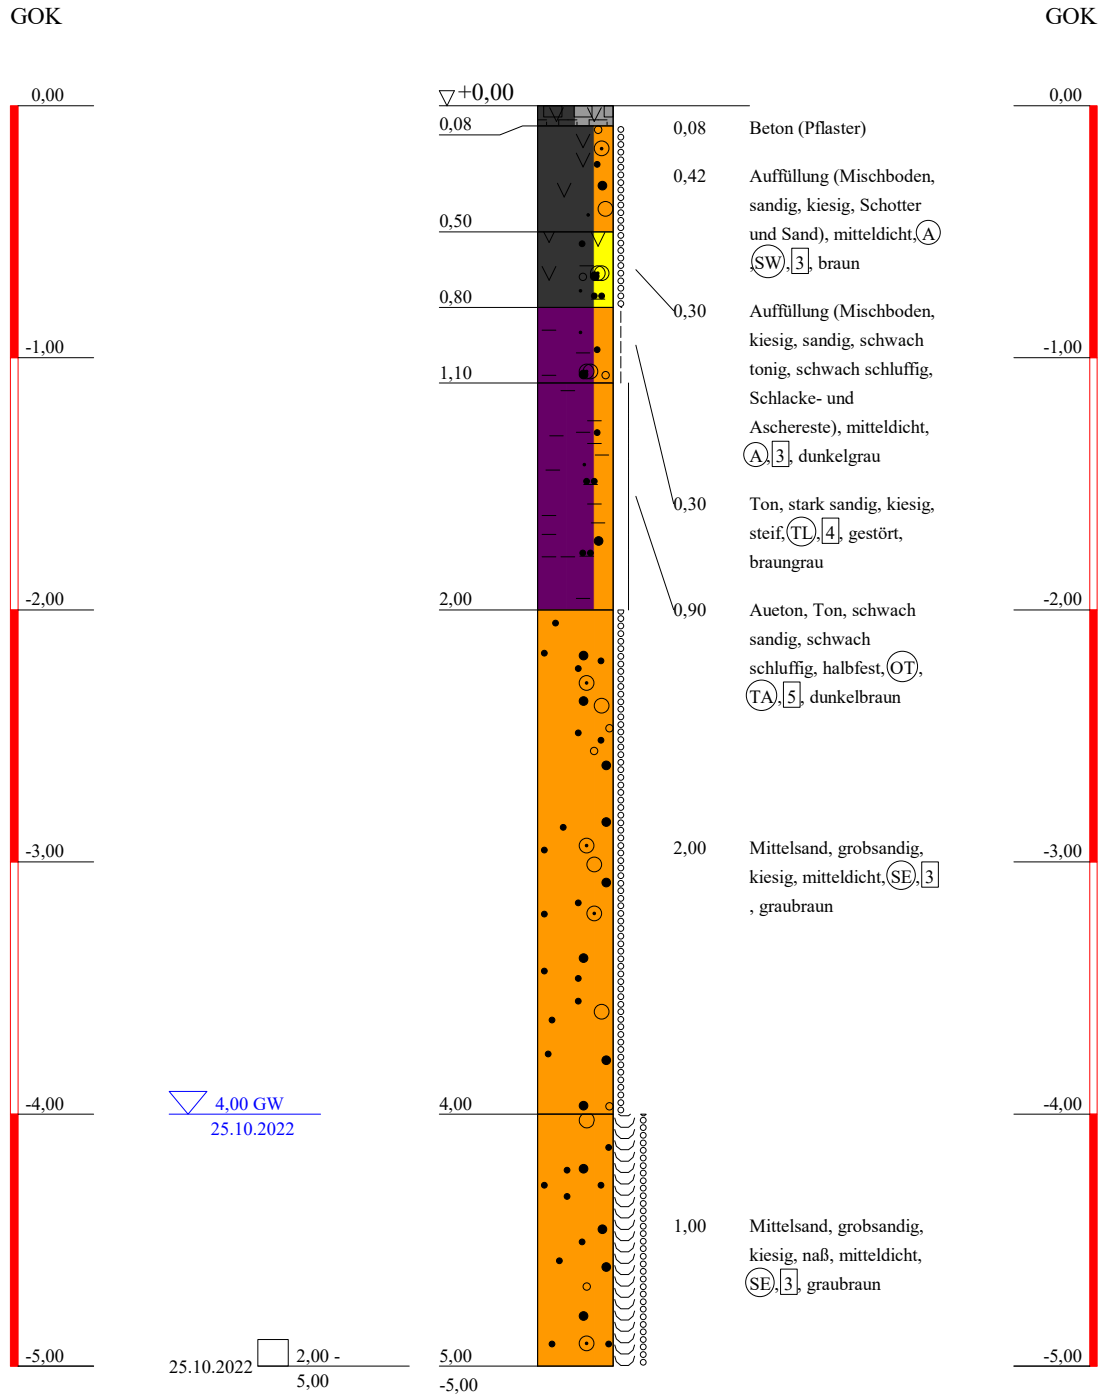 GOK
GOK
0,00
+0,00
0,00
0,08
0,08 Beton (Pflaster)
0,42 Auffüllung (Mischboden,
sandig, kiesig, Schotter
und Sand), mitteldicht, A
, SW, 3, braun
0,50
0,80
0,30 Auffüllung (Mischboden,
kiesig, sandig, schwach
tonig, schwach schluffig,
Schlacke- und
Aschereste), mitteldicht,
A, 3, dunkelgrau
-1,00
-1,00
1,10
0,30 Ton, stark sandig, kiesig,
steif, TL, 4, gestört,
braungrau
-2,00
2,00
-2,00
0,90 Aueton, Ton, schwach
sandig, schwach
schluffig, halbfest, OT,
TA, 5, dunkelbraun
2,00 Mittelsand, grobsandig,
kiesig, mitteldicht, SE, 3
, graubraun
-3,00
-3,00
-4,00
4,00 GW
25.10.2022
4,00
-4,00
1,00 Mittelsand, grobsandig,
kiesig, naß, mitteldicht,
SE, 3, graubraun
-5,00
25.10.2022
2,00 -
5,00
5,00
-5,00
-5,00